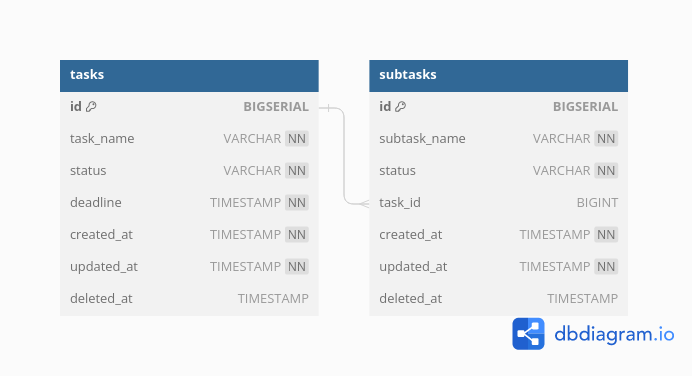 tasks
id BIGSERIAL
task_name VARCHAR NN
status VARCHAR NN
deadline TIMESTAMP NN
created_at TIMESTAMP NN
updated_at TIMESTAMP NN
deleted_at TIMESTAMP
subtasks
id BIGSERIAL
subtask_name VARCHAR NN
status VARCHAR NN
task_id BIGINT
created_at TIMESTAMP NN
updated_at TIMESTAMP NN
deleted_at TIMESTAMP
dbdiagram.io